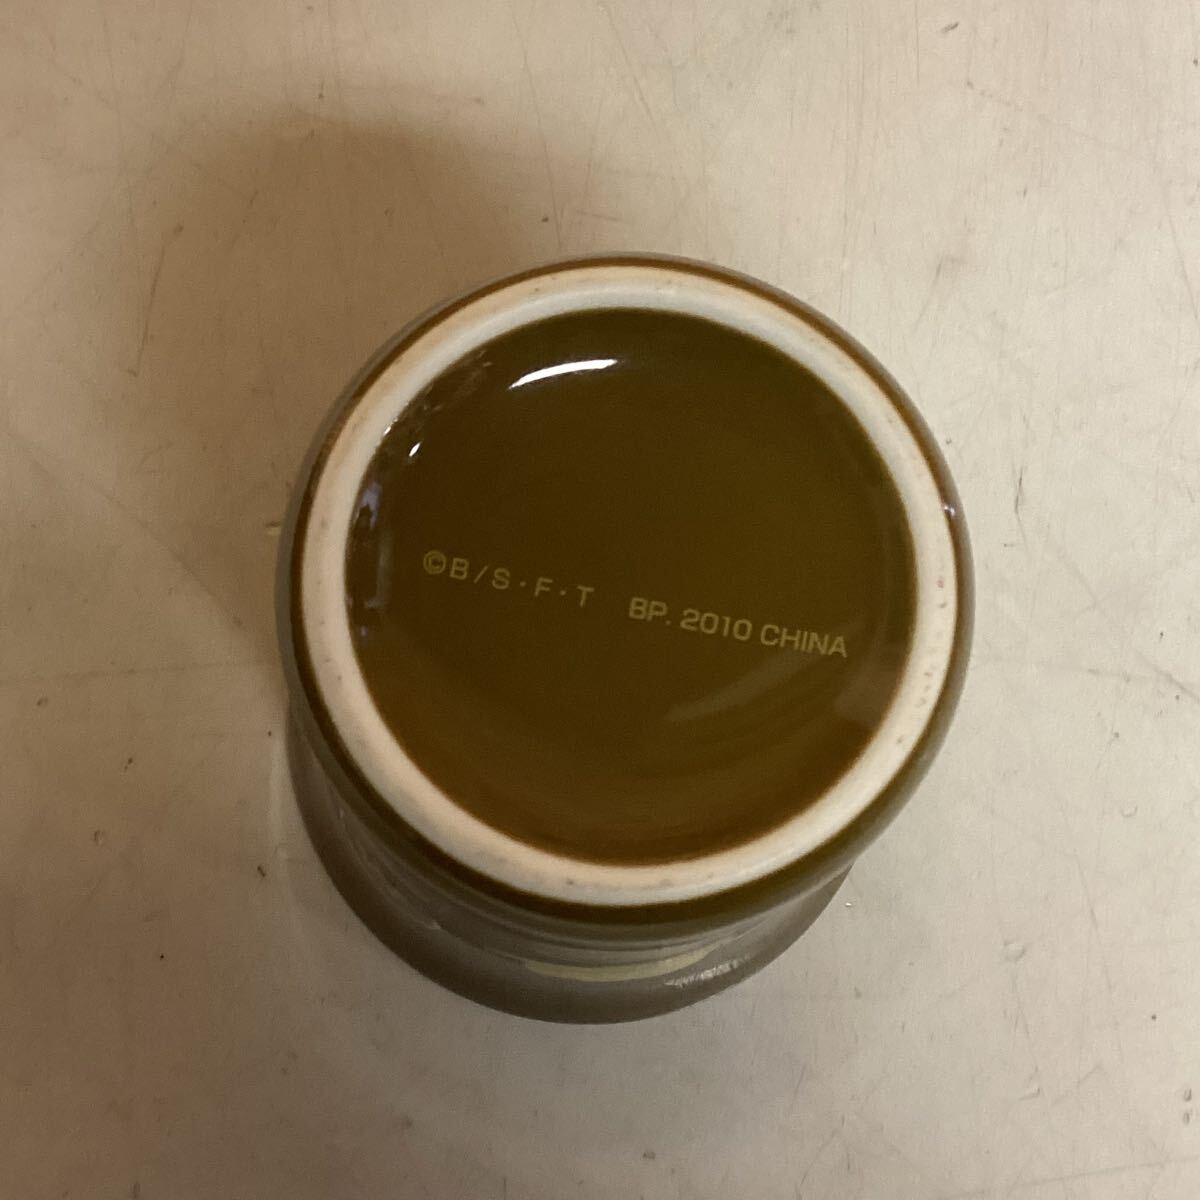 ©B/S・F・T BP. 2010 CHINA